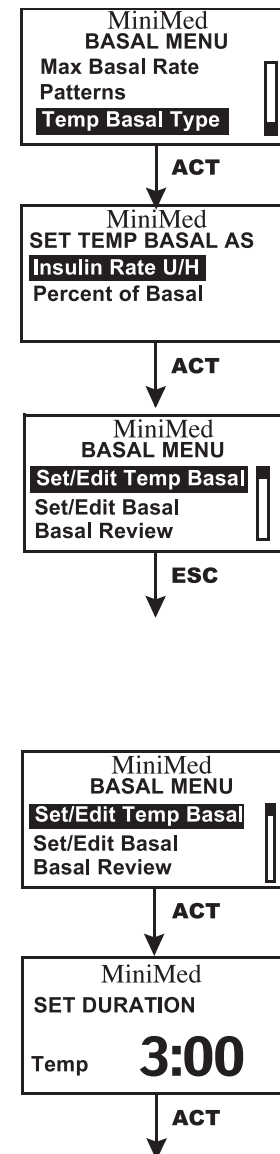 MiniMed
BASAL MENU
Max Basal Rate
Patterns
Temp Basal Type
ACT
MiniMed
SET TEMP BASAL AS
Insulin Rate U/H
Percent of Basal
ACT
MiniMed
BASAL MENU
Set/Edit Temp Basal
Set/Edit Basal
Basal Review
ESC
MiniMed
BASAL MENU
Set/Edit Temp Basal
Set/Edit Basal
Basal Review
ACT
MiniMed
SET DURATION
Temp 3:00
ACT